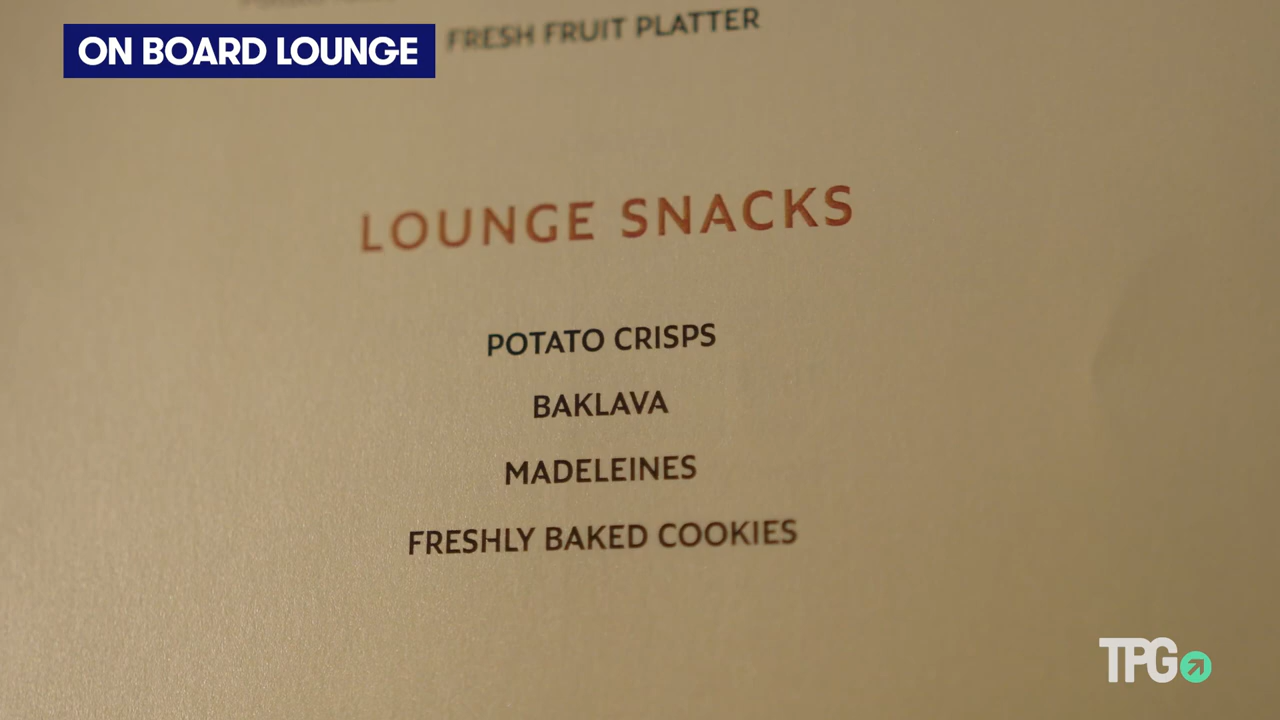 ON BOARD LOUNGE
FRESH FRUIT PLATTER
LOUNGE SNACKS
POTATO CRISPS
BAKLAVA
MADELEINES
FRESHLY BAKED COOKIES
TPG